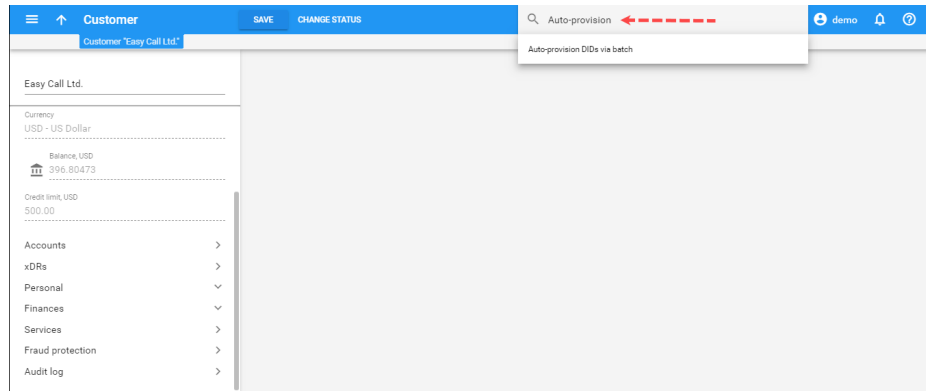 Customer
SAVE
CHANGE STATUS
Auto-provision
demo
Customer "Easy Call Ltd."
Auto-provision DIDs via batch
Easy Call Ltd.
Currency
USD - US Dollar
Balance, USD
396.80473
Credit limit, USD
500.00
Accounts
xDRs
Personal
Finances
Services
Fraud protection
Audit log